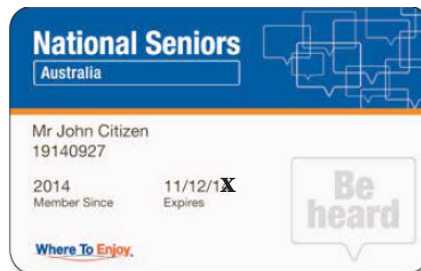 National Seniors
Australia
Mr John Citizen
19140927
2014 11/12/1X
Member Since Expires
Be
heard
Where To Enjoy.